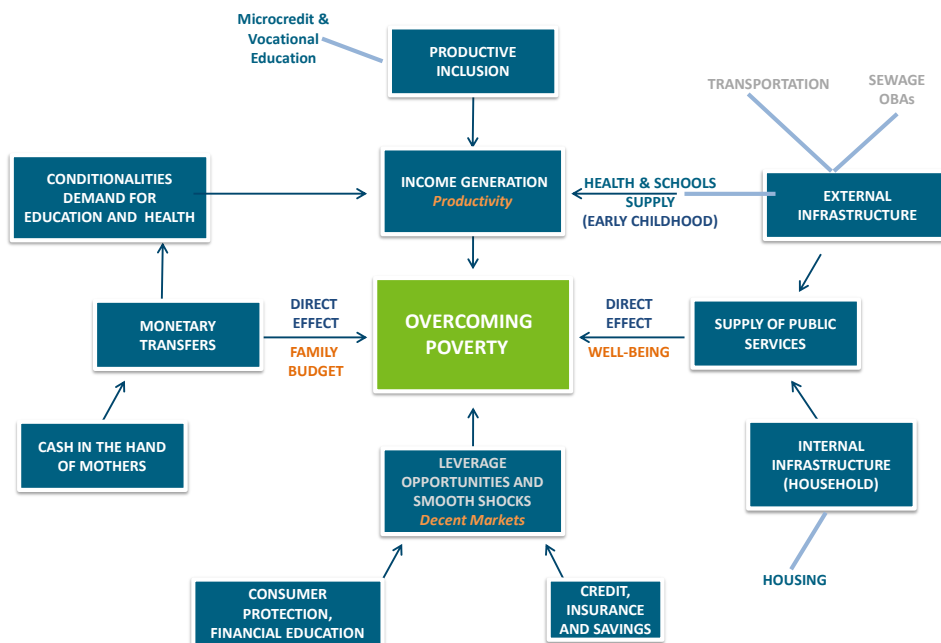 Microcredit &
Vocational
Education
PRODUCTIVE
INCLUSION
TRANSPORTATION
SEWAGE
OBAs
CONDITIONALITIES
DEMAND FOR
EDUCATION AND HEALTH
INCOME GENERATION
Productivity
HEALTH & SCHOOLS
SUPPLY
(EARLY CHILDHOOD)
EXTERNAL
INFRASTRUCTURE
MONETARY
TRANSFERS
DIRECT
EFFECT
FAMILY
BUDGET
OVERCOMING
POVERTY
DIRECT
EFFECT
WELL-BEING
SUPPLY OF PUBLIC
SERVICES
CASH IN THE HAND
OF MOTHERS
LEVERAGE
OPPORTUNITIES AND
SMOOTH SHOCKS
Decent Markets
INTERNAL
INFRASTRUCTURE
(HOUSEHOLD)
CONSUMER
PROTECTION,
FINANCIAL EDUCATION
CREDIT,
INSURANCE
AND SAVINGS
HOUSING